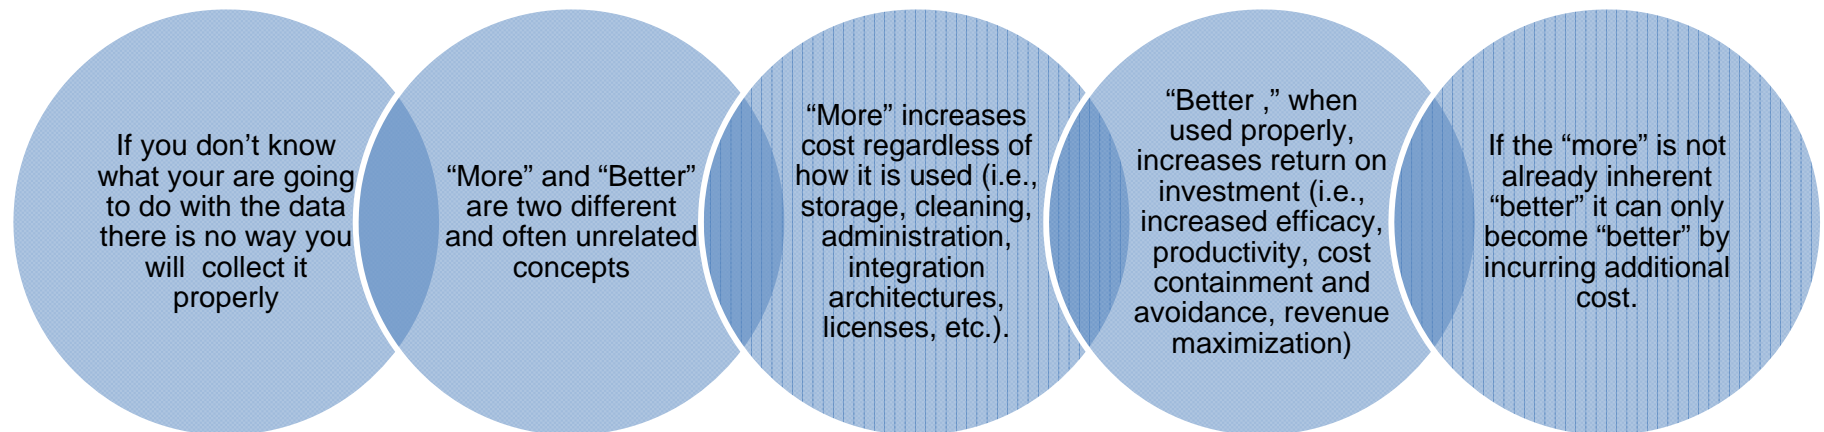 If you don’t know
what your are going
to do with the data
there is no way you
will  collect it
properly
“More” and “Better”
are two different
and often unrelated
concepts
“More” increases
cost regardless of
how it is used (i.e.,
storage, cleaning,
administration,
integration
architectures,
licenses, etc.).
“Better ,” when
used properly,
increases return on
investment (i.e.,
increased efficacy,
productivity, cost
containment and
avoidance, revenue
maximization)
If the “more” is not
already inherent
“better” it can only
become “better” by
incurring additional
cost.